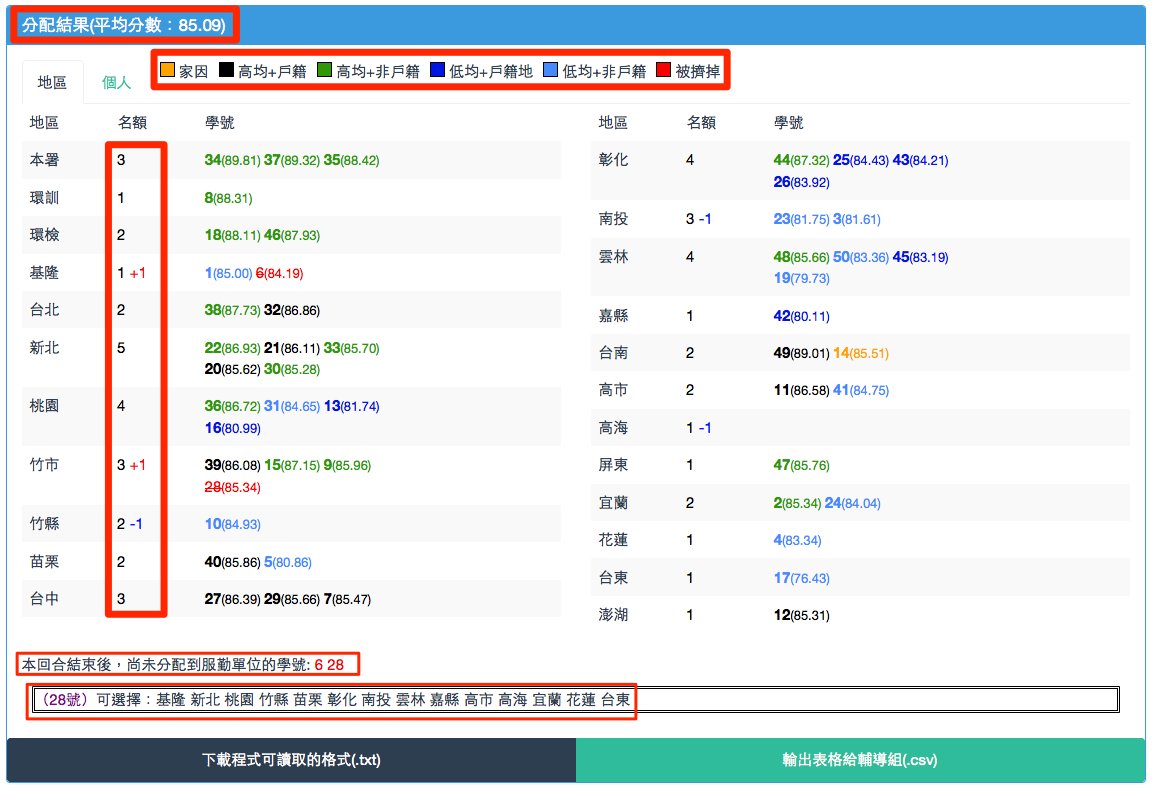 分配結果(平均分數：85.09)
地區 個人 家因 高均+戶籍 高均+非戶籍 低均+戶籍地 低均+非戶籍 被擠掉
地區 名額 學號
本署 3 34(89.81) 37(89.32) 35(88.42)
環訓 1 8(88.31)
環檢 2 18(88.11) 46(87.93)
基隆 1 +1 1(85.00) 6(84.19)
台北 2 38(87.73) 32(86.86)
新北 5 22(86.93) 21(86.11) 33(85.70)
20(85.62) 30(85.28)
桃園 4 36(86.72) 31(84.65) 13(81.74)
16(80.99)
竹市 3 +1 39(86.08) 15(87.15) 9(85.96)
28(85.34)
竹縣 2 -1 10(84.93)
苗栗 2 40(85.86) 5(80.86)
台中 3 27(86.39) 29(85.66) 7(85.47)
地區 名額 學號
彰化 4 44(87.32) 25(84.43) 43(84.21)
26(83.92)
南投 3 -1 23(81.75) 3(81.61)
雲林 4 48(85.66) 50(83.36) 45(83.19)
19(79.73)
嘉縣 1 42(80.11)
台南 2 49(89.01) 14(85.51)
高市 2 11(86.58) 41(84.75)
高海 1 -1
屏東 1 47(85.76)
宜蘭 2 2(85.34) 24(84.04)
花蓮 1 4(83.34)
台東 1 17(76.43)
澎湖 1 12(85.31)
本回合結束後，尚未分配到服勤單位的學號: 6 28
（28號）可選擇：基隆 新北 桃園 竹縣 苗栗 彰化 南投 雲林 嘉縣 高市 高海 宜蘭 花蓮 台東
下載程式可讀取的格式(.txt)
輸出表格給輔導組(.csv)